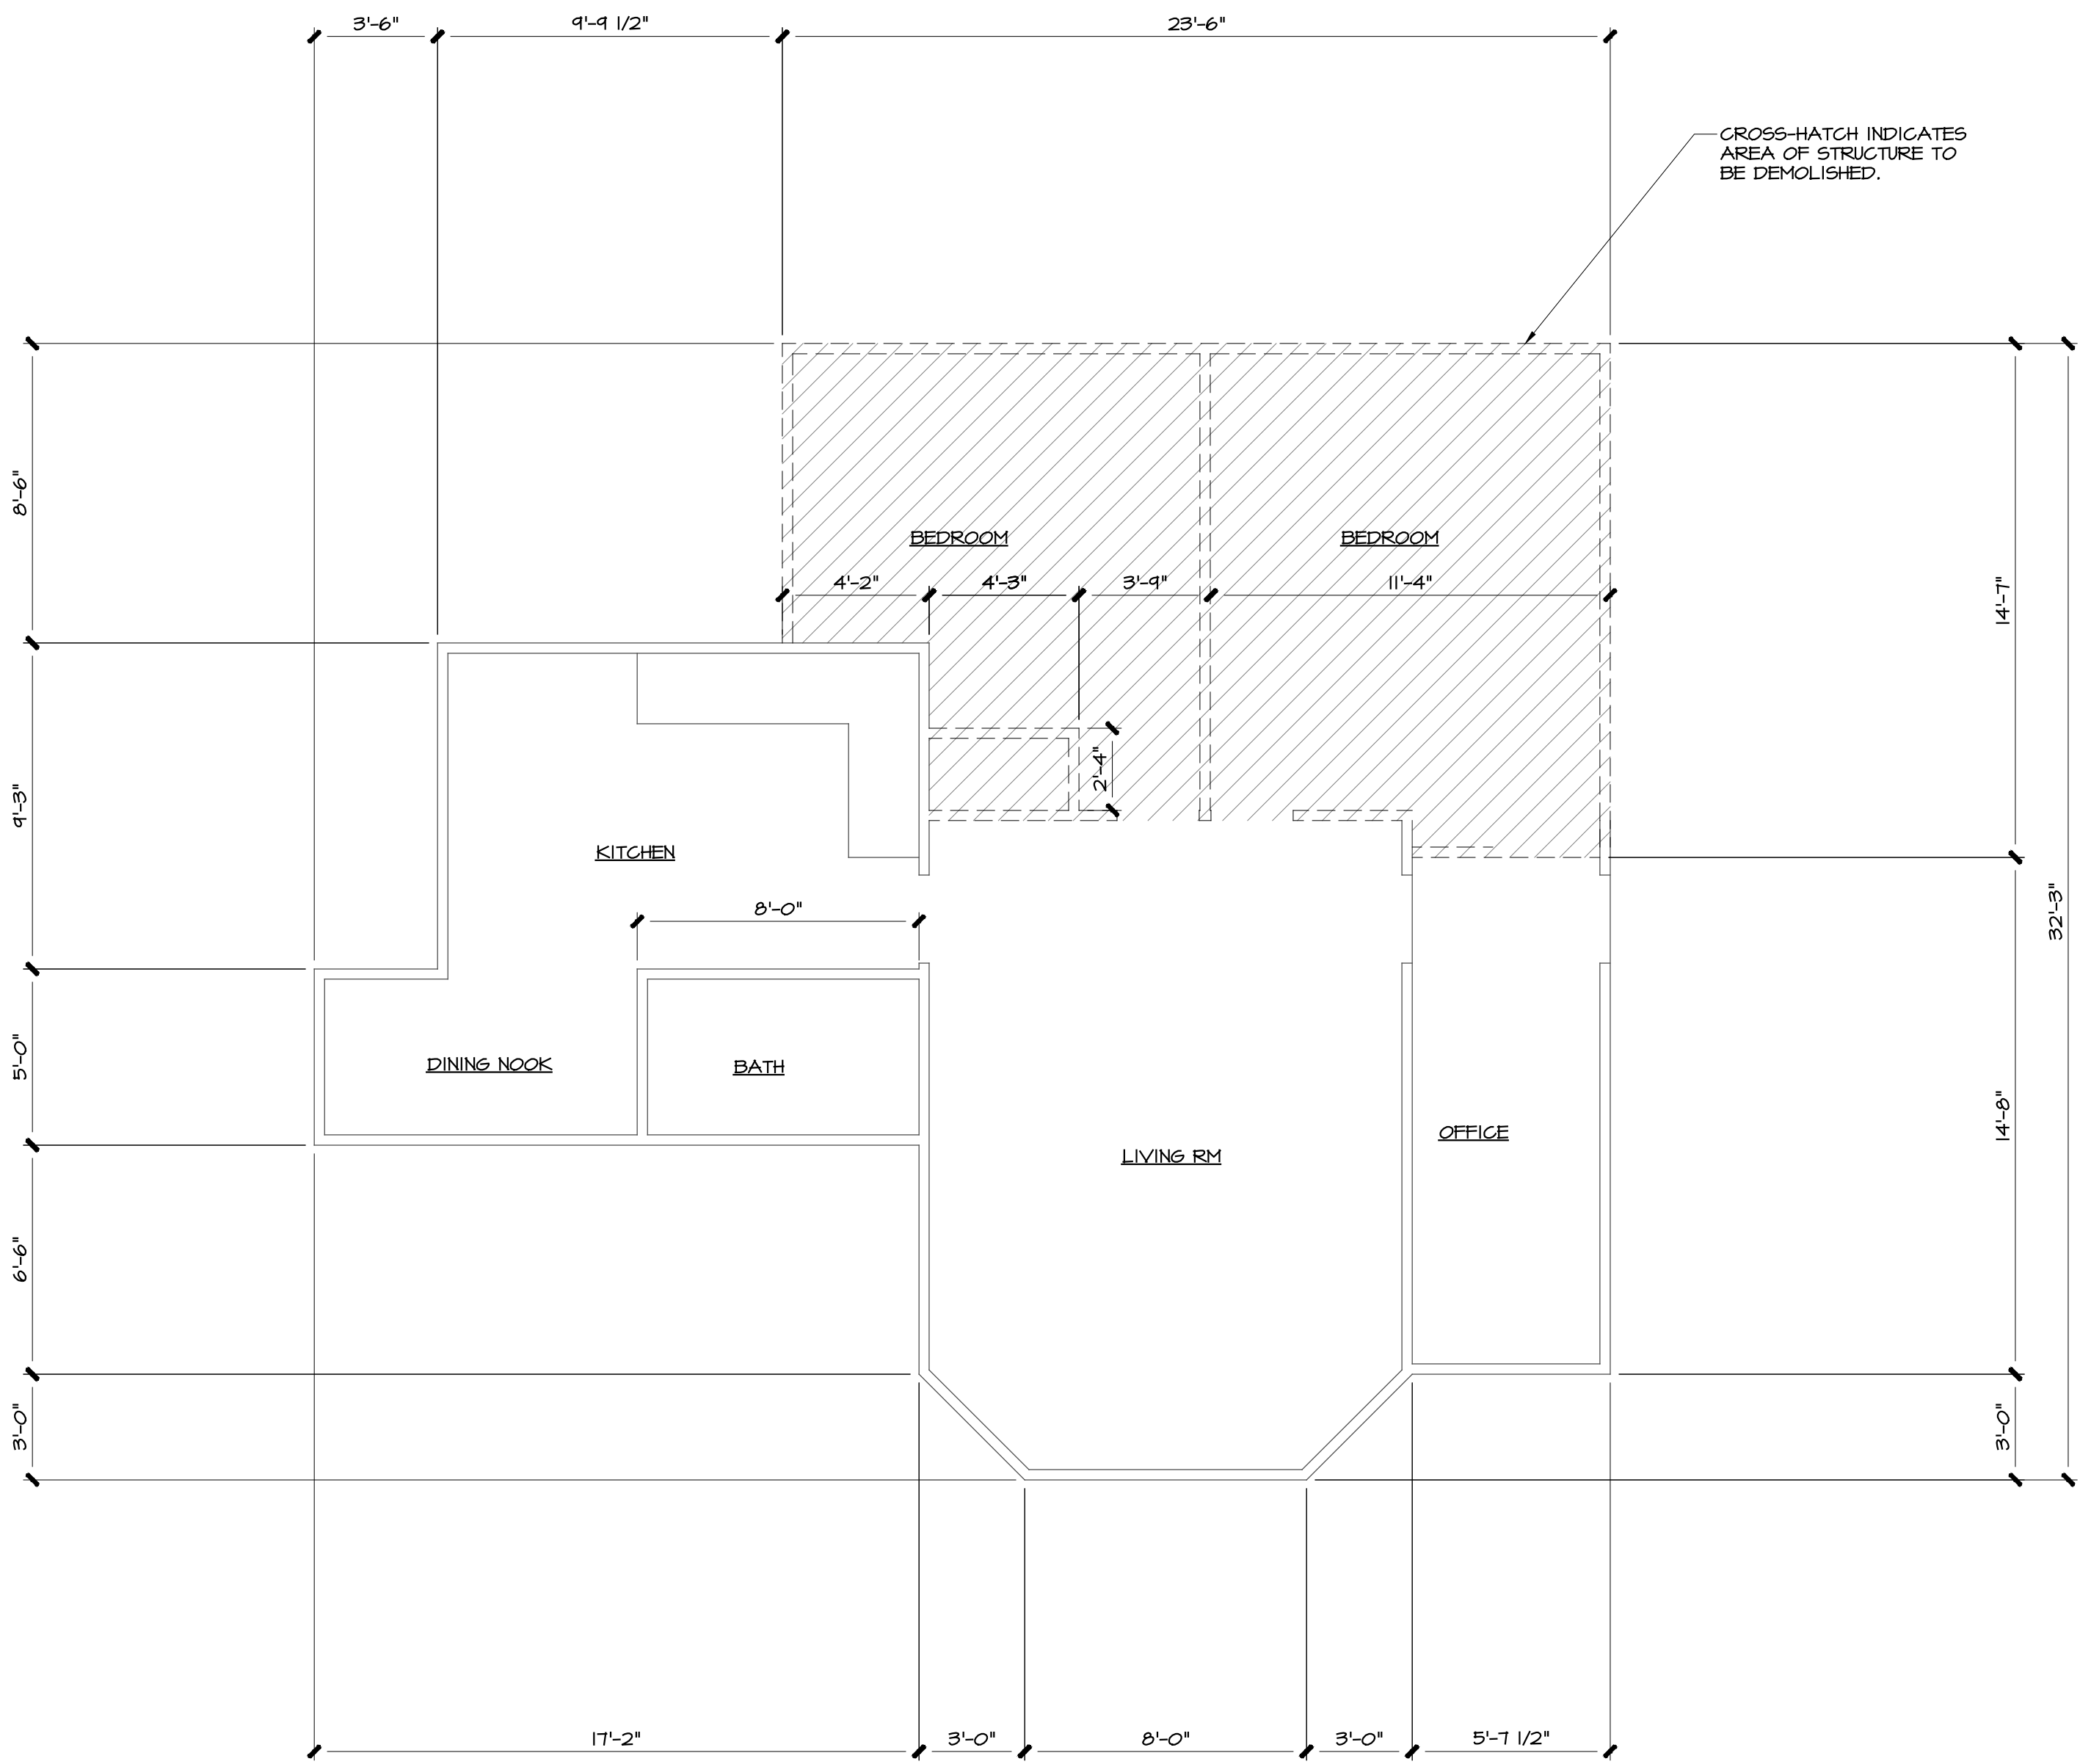 3'-6" 9'-9 1/2" 23'-6"
CROSS-HATCH INDICATES
AREA OF STRUCTURE TO
BE DEMOLISHED.
8'-6"
BEDROOM BEDROOM
4'-2" 4'-3" 3'-9" 11'-4"
14'-7"
2'-4"
9'-3"
KITCHEN
8'-0"
32'-3"
5'-0"
DINING NOOK BATH
14'-8"
OFFICE
LIVING RM
6'-6"
3'-0" 3'-0"
17'-2" 3'-0" 8'-0" 3'-0" 5'-7 1/2"